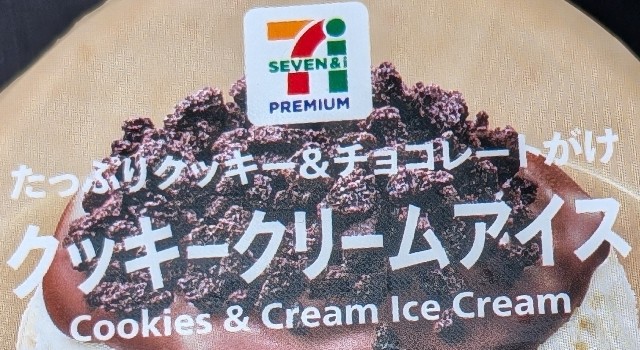 SEVEN&i
PREMIUM
たっぷりクッキー&チョコレートがけ
クッキークリームアイス
Cookies & Cream Ice Cream